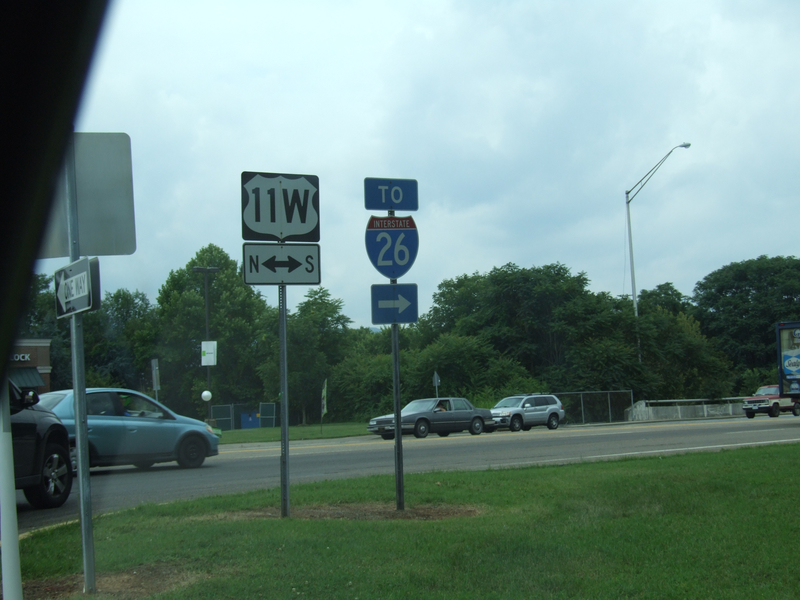 11W
N S
TO
INTERSTATE
26
ONE WAY